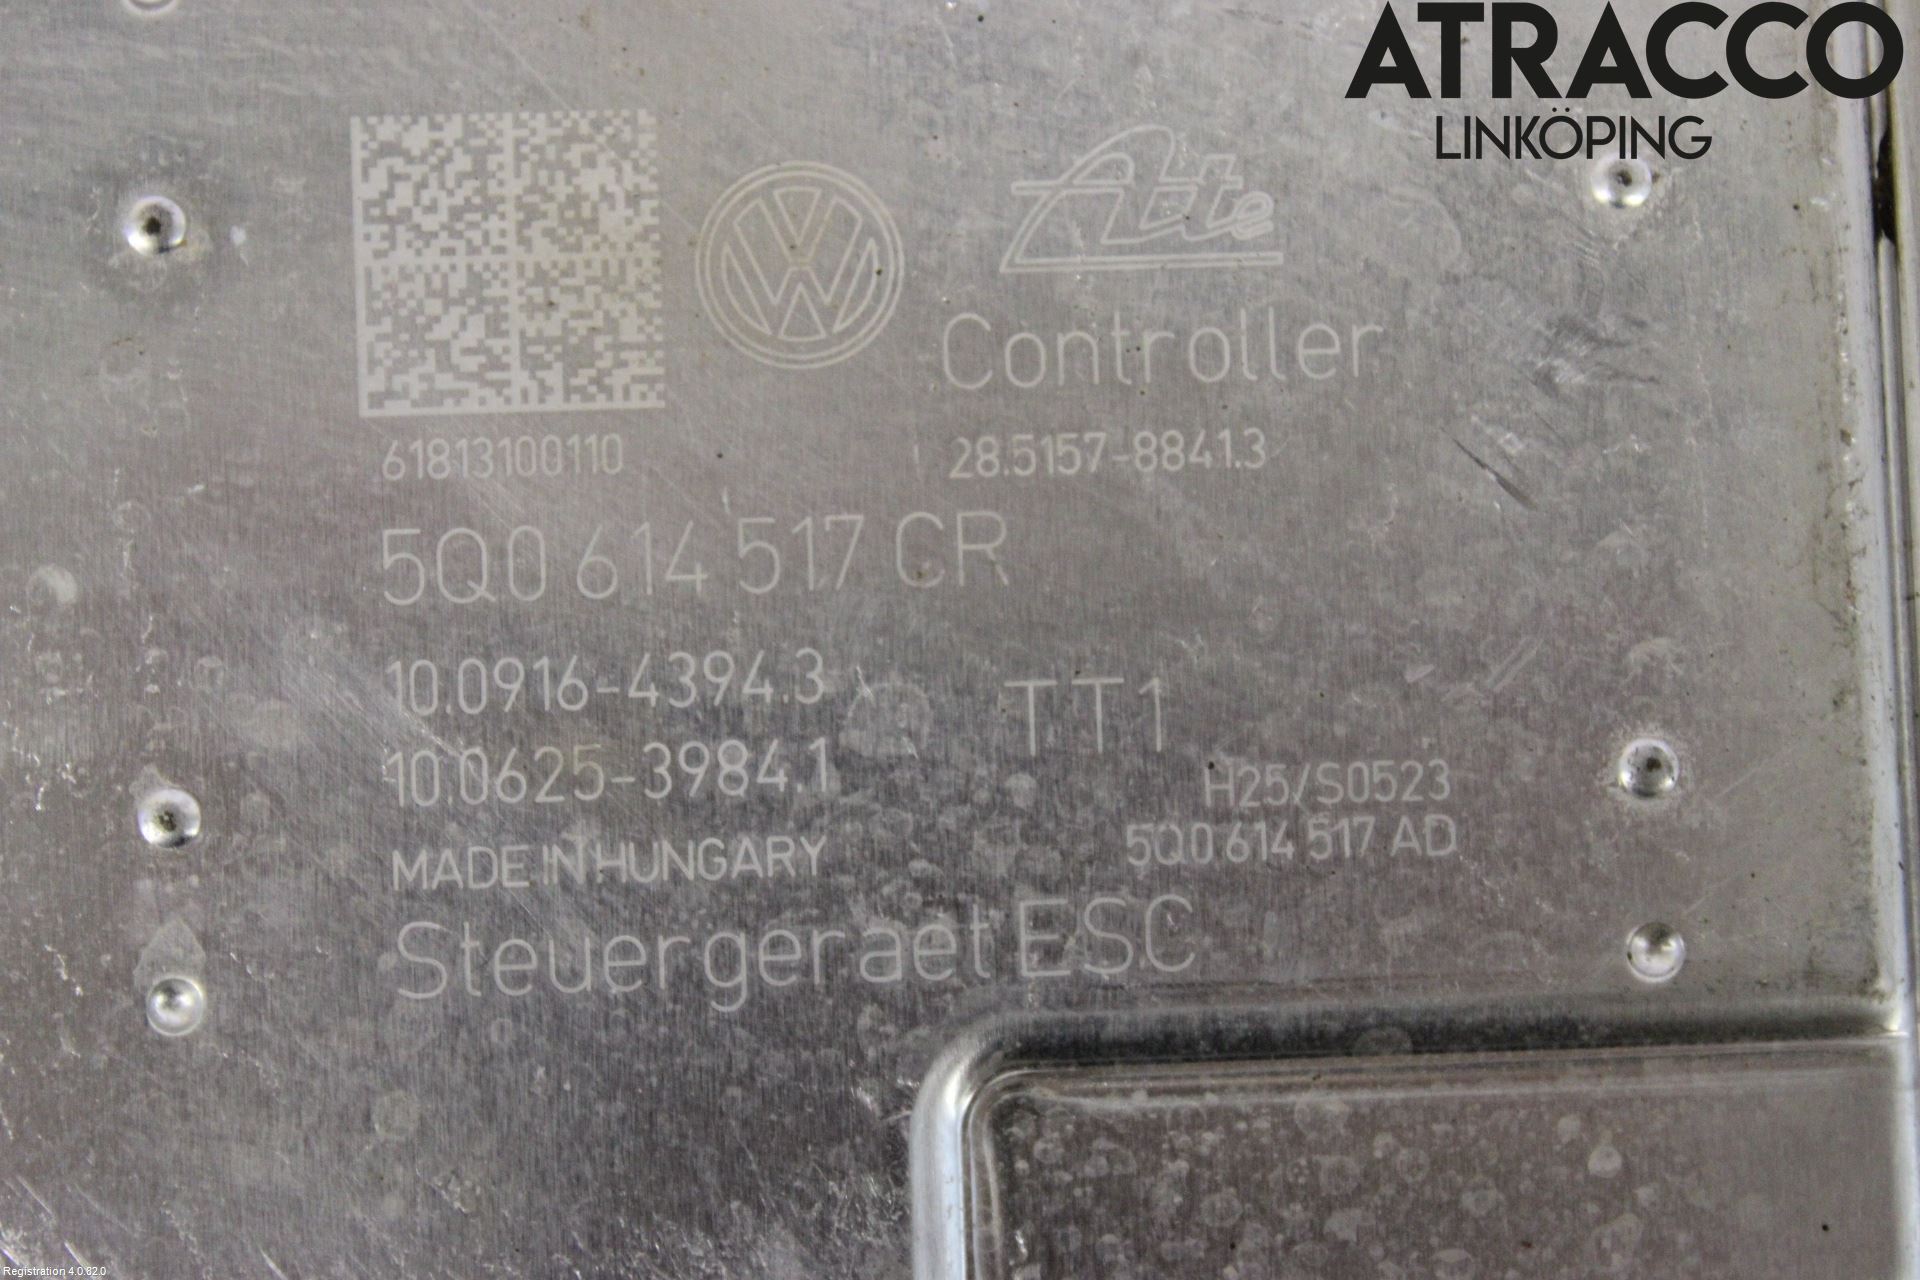 ATRACCO
LINKÖPING
Ate
Controller
61813100110
28.5157-8841.3
5Q0 614 517 CR
10.0916-4394.3
TT1
10.0625-3984.1
H25/S0523
MADE IN HUNGARY
5Q0 614 517 AD
Steuergeraet ESC
Registration 4.0.82.0